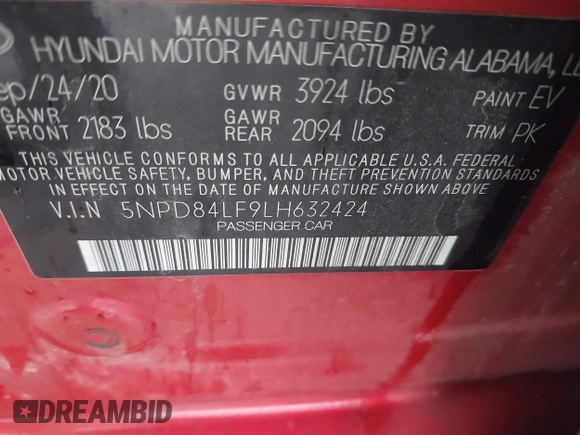 MANUFACTURED BY
HYUNDAI MOTOR MANUFACTURING ALABAMA,
/24/20 GVWR 3924 lbs PAINT EV
GAWR FRONT 2183 lbs GAWR REAR 2094 lbs TRIM PK
THIS VEHICLE CONFORMS TO ALL APPLICABLE U.S.A. FEDERAL
MOTOR VEHICLE SAFETY, BUMPER, AND THEFT PREVENTION STANDARDS
IN EFFECT ON THE DATE OF MANUFACTURE SHOWN ABOVE.
V.I.N 5NPD84LF9LH632424
PASSENGER CAR
DREAMBID